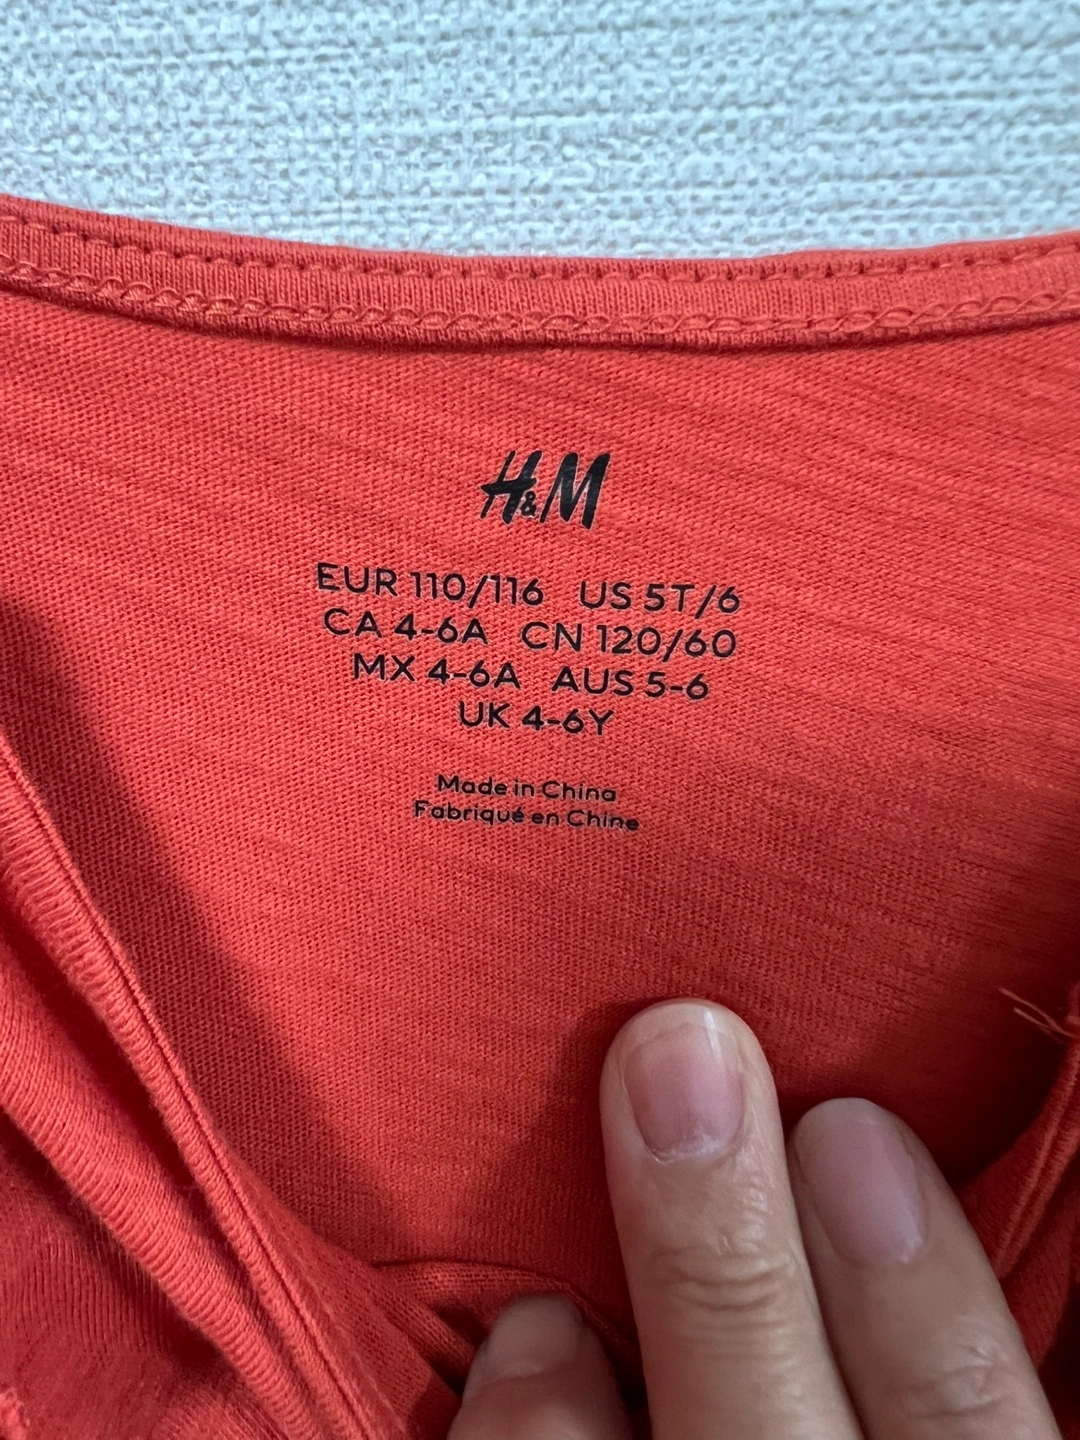 H&M
EUR 110/116 US 5T/6
CA 4-6A CN 120/60
MX 4-6A AUS 5-6
UK 4-6Y
Made in China
Fabriqué en Chine